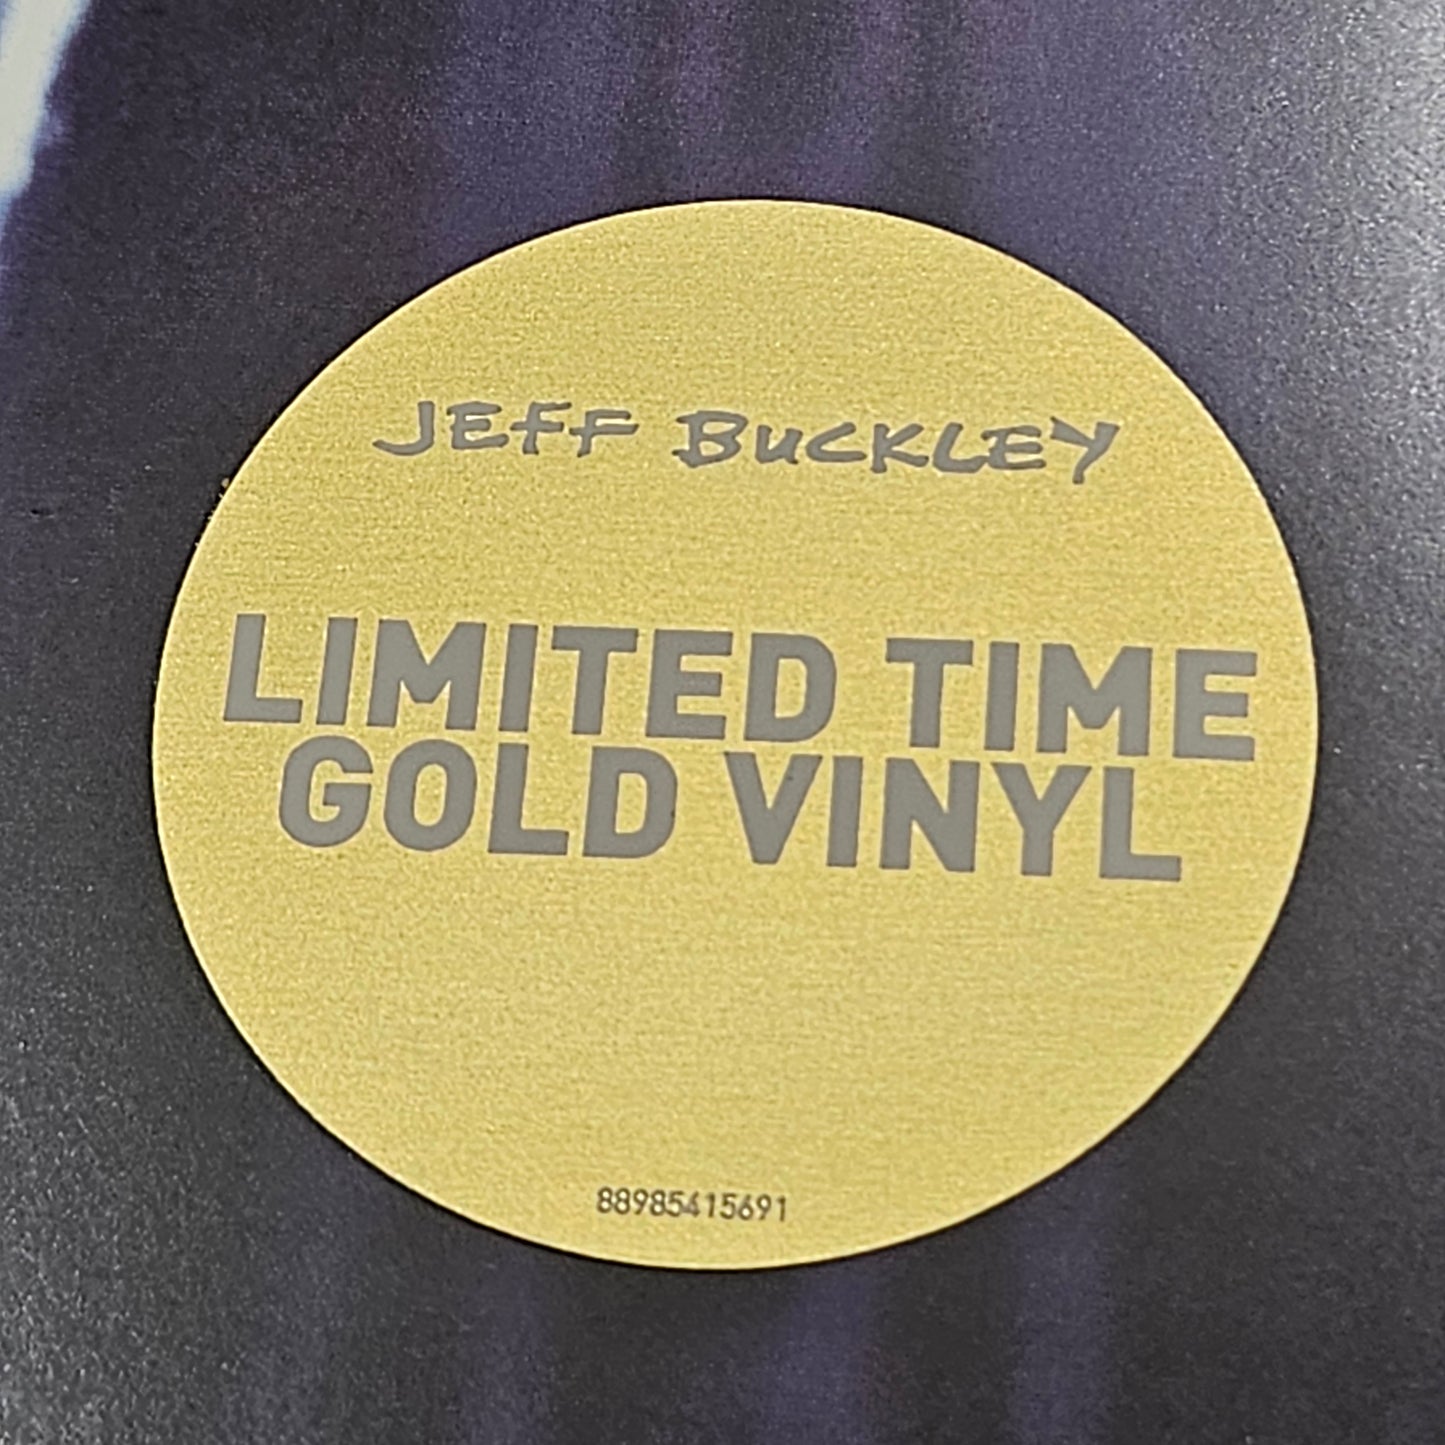 JEFF BUCKLEY
LIMITED TIME
GOLD VINYL
88985415691